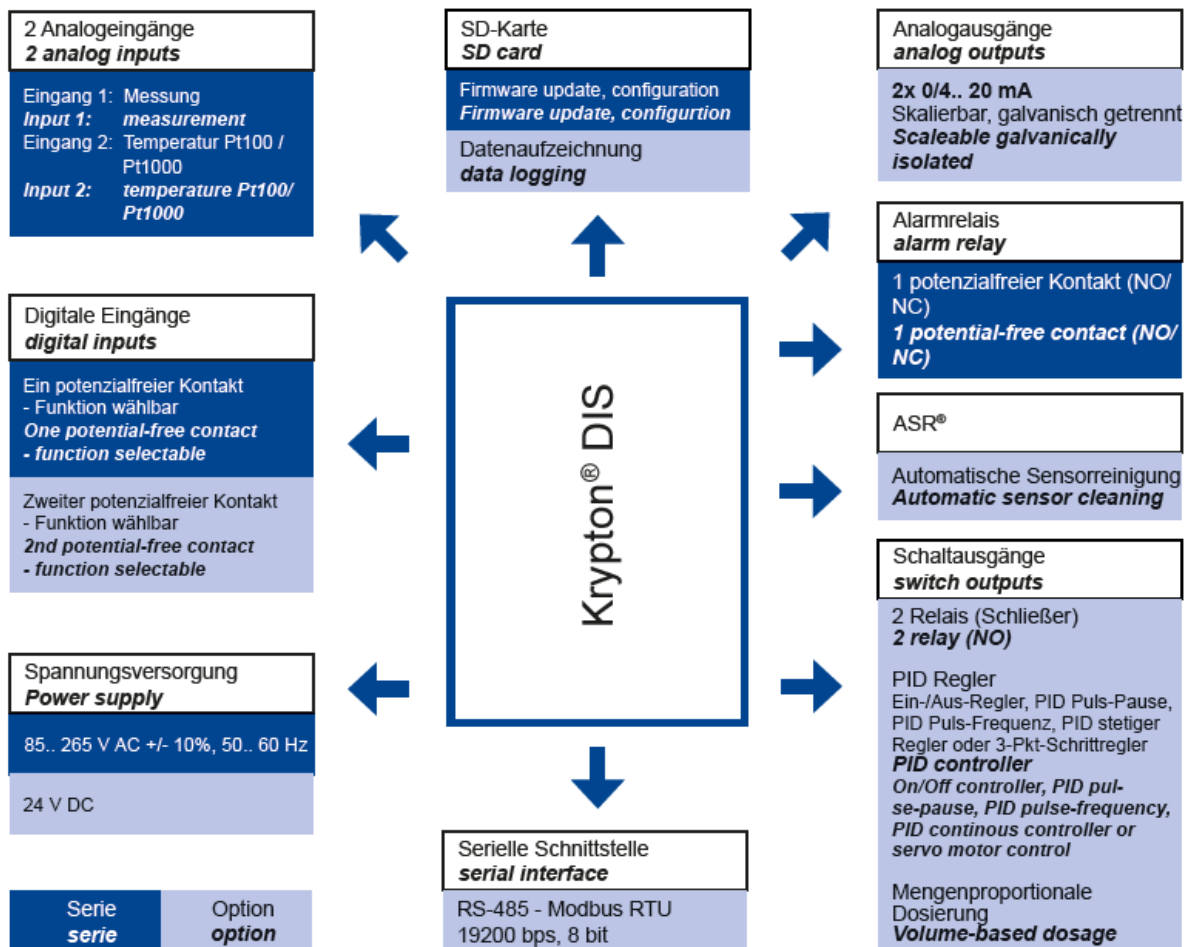 2 Analogeingänge
2 analog inputs
Eingang 1: Messung
Input 1: measurement
Eingang 2: Temperatur Pt100 /
Pt1000
Input 2: temperature Pt100/
Pt1000
SD-Karte
SD card
Firmware update, configuration
Firmware update, configurtion
Datenaufzeichnung
data logging
Analogausgänge
analog outputs
2x 0/4.. 20 mA
Skalierbar, galvanisch getrennt
Scaleable galvanically
isolated
Alarmrelais
alarm relay
1 potenzialfreier Kontakt (NO/
NC)
1 potential-free contact (NO/
NC)
Digitale Eingänge
digital inputs
Ein potenzialfreier Kontakt
- Funktion wählbar
One potential-free contact
- function selectable
Zweiter potenzialfreier Kontakt
- Funktion wählbar
2nd potential-free contact
- function selectable
Krypton® DIS
ASR®
Automatische Sensorreinigung
Automatic sensor cleaning
Schaltausgänge
switch outputs
2 Relais (Schließer)
2 relay (NO)
PID Regler
Ein-/Aus-Regler, PID Puls-Pause,
PID Puls-Frequenz, PID stetiger
Regler oder 3-Pkt-Schrittregler
PID controller
On/Off controller, PID pul-
se-pause, PID pulse-frequency,
PID continous controller or
servo motor control
Mengenproportionale
Dosierung
Volume-based dosage
Spannungsversorgung
Power supply
85.. 265 V AC +/- 10%, 50.. 60 Hz
24 V DC
Serielle Schnittstelle
serial interface
RS-485 - Modbus RTU
19200 bps, 8 bit
Serie
serie
Option
option